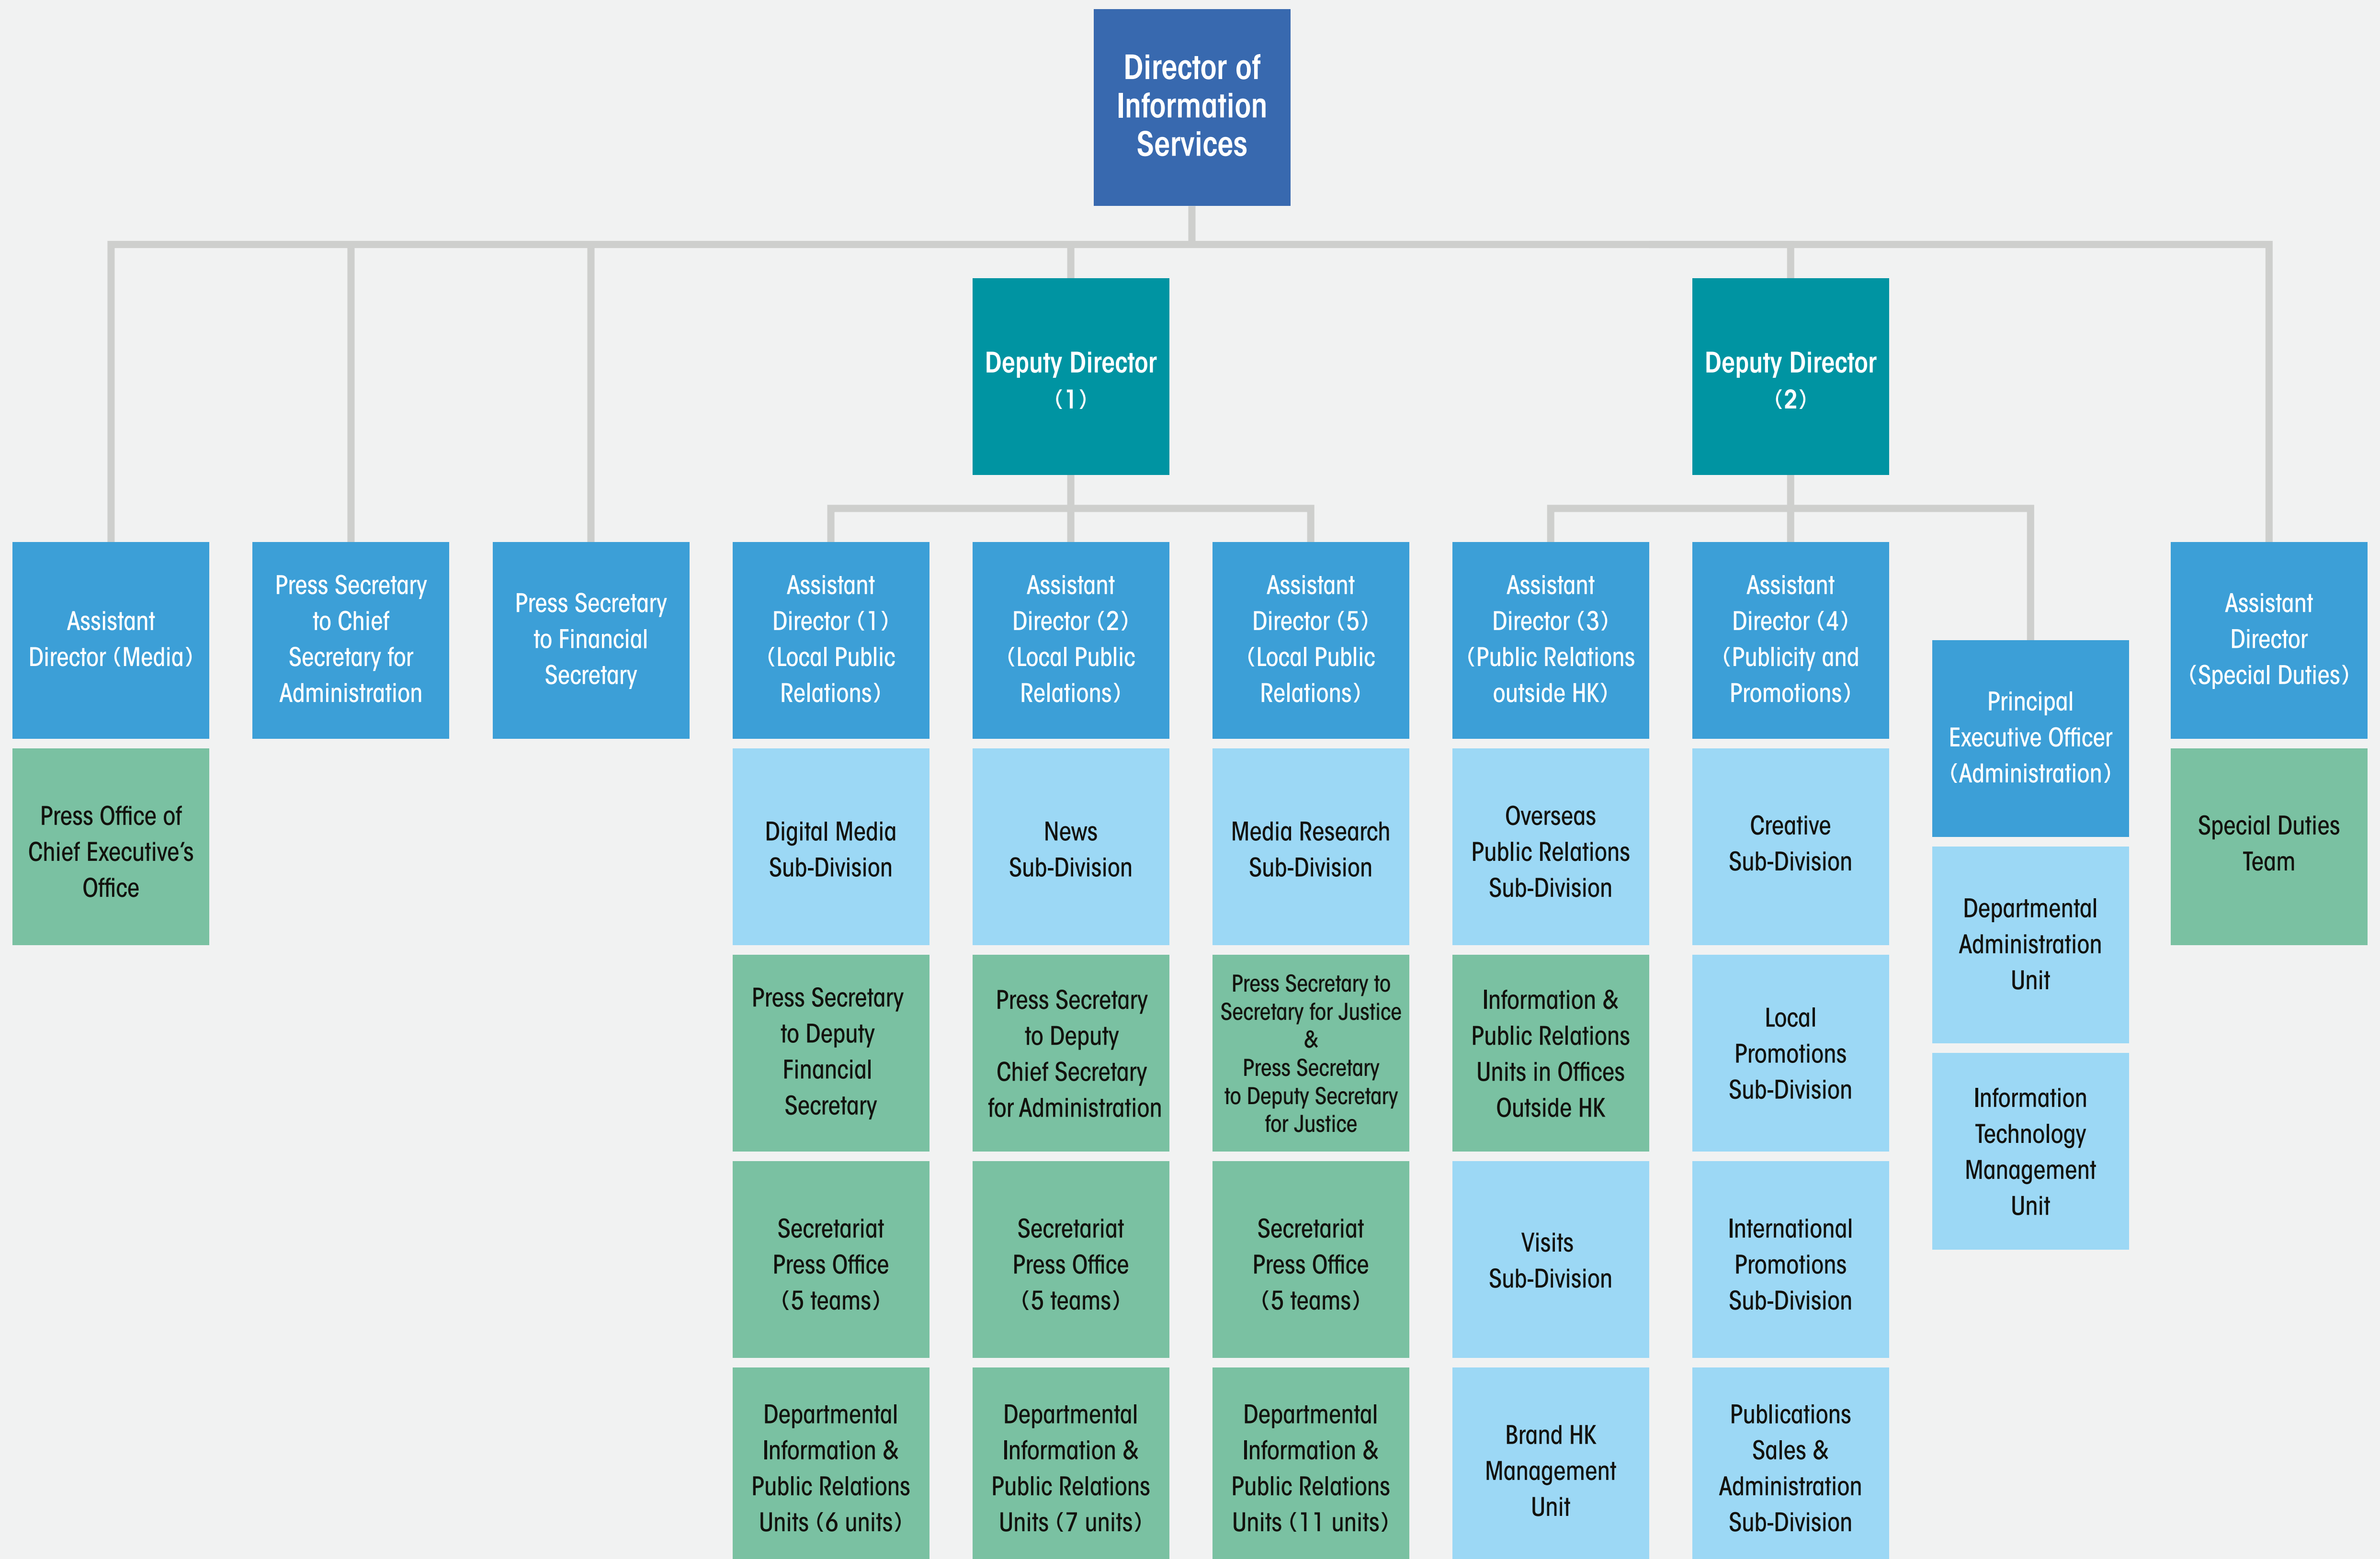 Director of
Information
Services
Deputy Director
(1)
Deputy Director
(2)
Assistant
Director (Media)
Press Office of
Chief Executive’s
Office
Press Secretary
to Chief
Secretary for
Administration
Press Secretary
to Financial
Secretary
Assistant
Director (1)
(Local Public
Relations)
Digital Media
Sub-Division
Press Secretary
to Deputy
Financial
Secretary
Secretariat
Press Office
(5 teams)
Departmental
Information &
Public Relations
Units (6 units)
Assistant
Director (2)
(Local Public
Relations)
News
Sub-Division
Press Secretary
to Deputy
Chief Secretary
for Administration
Secretariat
Press Office
(5 teams)
Departmental
Information &
Public Relations
Units (7 units)
Assistant
Director (5)
(Local Public
Relations)
Media Research
Sub-Division
Press Secretary to
Secretary for Justice
&
Press Secretary
to Deputy Secretary
for Justice
Secretariat
Press Office
(5 teams)
Departmental
Information &
Public Relations
Units (11 units)
Assistant
Director (3)
(Public Relations
outside HK)
Overseas
Public Relations
Sub-Division
Information &
Public Relations
Units in Offices
Outside HK
Visits
Sub-Division
Brand HK
Management
Unit
Assistant
Director (4)
(Publicity and
Promotions)
Creative
Sub-Division
Local
Promotions
Sub-Division
International
Promotions
Sub-Division
Publications
Sales &
Administration
Sub-Division
Principal
Executive Officer
(Administration)
Departmental
Administration
Unit
Information
Technology
Management
Unit
Assistant
Director
(Special Duties)
Special Duties
Team